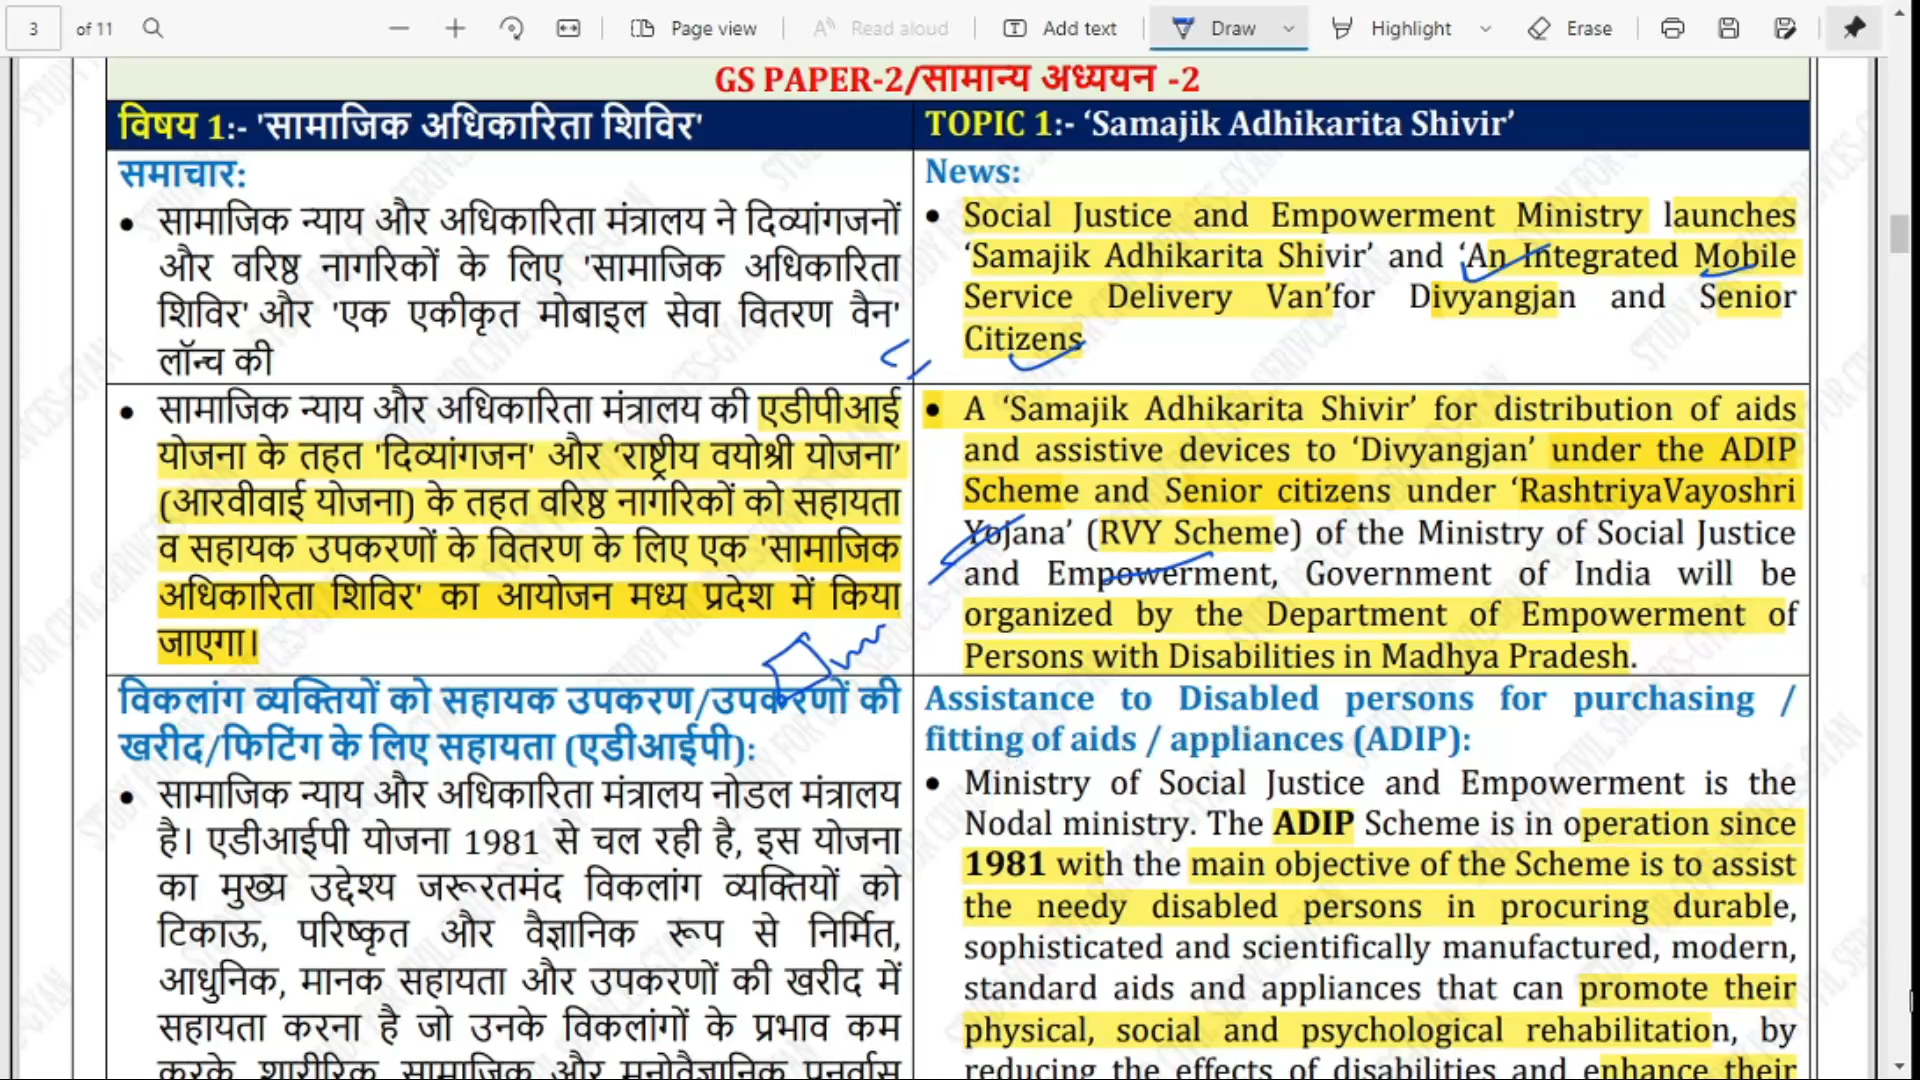 3 of 11 Page view Read aloud Add text Draw Highlight Erase
GS PAPER-2/सामान्य अध्ययन -2
विषय 1:- 'सामाजिक अधिकारिता शिविर'
समाचार:
• सामाजिक न्याय और अधिकारिता मंत्रालय ने दिव्यांगजनों
और वरिष्ठ नागरिकों के लिए 'सामाजिक अधिकारिता
शिविर' और 'एक एकीकृत मोबाइल सेवा वितरण वैन'
लॉन्च की
• सामाजिक न्याय और अधिकारिता मंत्रालय की एडीपीआई
योजना के तहत 'दिव्यांगजन' और ‘राष्ट्रीय वयोश्री योजना’
(आरवीवाई योजना) के तहत वरिष्ठ नागरिकों को सहायता
व सहायक उपकरणों के वितरण के लिए एक 'सामाजिक
अधिकारिता शिविर' का आयोजन मध्य प्रदेश में किया
जाएगा।
विकलांग व्यक्तियों को सहायक उपकरण/उपकरणों की
खरीद/फिटिंग के लिए सहायता (एडीआईपी):
• सामाजिक न्याय और अधिकारिता मंत्रालय नोडल मंत्रालय
है। एडीआईपी योजना 1981 से चल रही है, इस योजना
का मुख्य उद्देश्य जरूरतमंद विकलांग व्यक्तियों को
टिकाऊ, परिष्कृत और वैज्ञानिक रूप से निर्मित,
आधुनिक, मानक सहायता और उपकरणों की खरीद में
सहायता करना है जो उनके विकलांगों के प्रभाव कम
करके शारीरिक सामाजिक और मनोवैज्ञानिक पुनर्वास
TOPIC 1:- ‘Samajik Adhikarita Shivir’
News:
• Social Justice and Empowerment Ministry launches
‘Samajik Adhikarita Shivir’ and ‘An Integrated Mobile
Service Delivery Van’for Divyangjan and Senior
Citizens
• A ‘Samajik Adhikarita Shivir’ for distribution of aids
and assistive devices to ‘Divyangjan’ under the ADIP
Scheme and Senior citizens under ‘RashtriyaVayoshri
Yojana’ (RVY Scheme) of the Ministry of Social Justice
and Empowerment, Government of India will be
organized by the Department of Empowerment of
Persons with Disabilities in Madhya Pradesh.
Assistance to Disabled persons for purchasing /
fitting of aids / appliances (ADIP):
• Ministry of Social Justice and Empowerment is the
Nodal ministry. The ADIP Scheme is in operation since
1981 with the main objective of the Scheme is to assist
the needy disabled persons in procuring durable,
sophisticated and scientifically manufactured, modern,
standard aids and appliances that can promote their
physical, social and psychological rehabilitation, by
reducing the effects of disabilities and enhance their